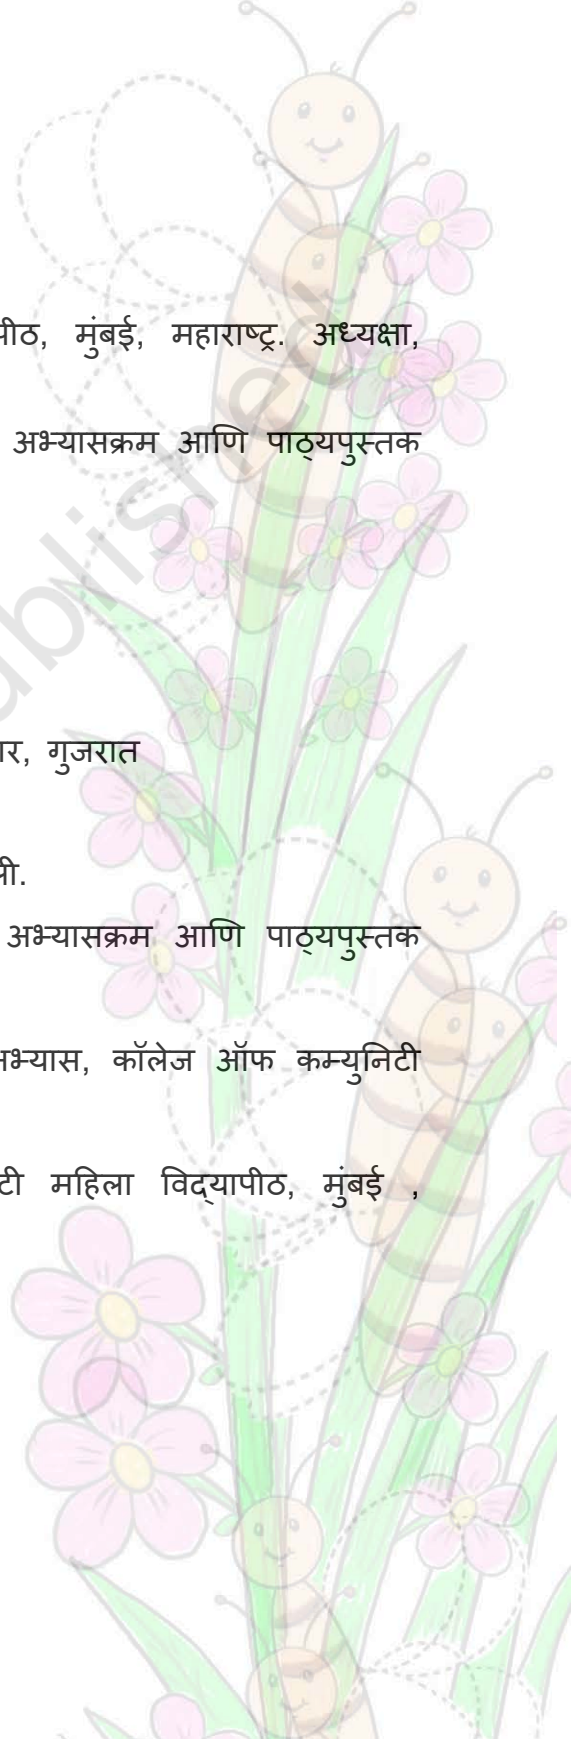 पीठ, मुंबई, महाराष्ट्र. अध्यक्षा,
अभ्यासक्रम आणि पाठ्यपुस्तक
ार, गुजरात
ली.
अभ्यासक्रम आणि पाठ्यपुस्तक
अभ्यास, कॉलेज ऑफ कम्युनिटी
टी महिला विद्यापीठ, मुंबई ,